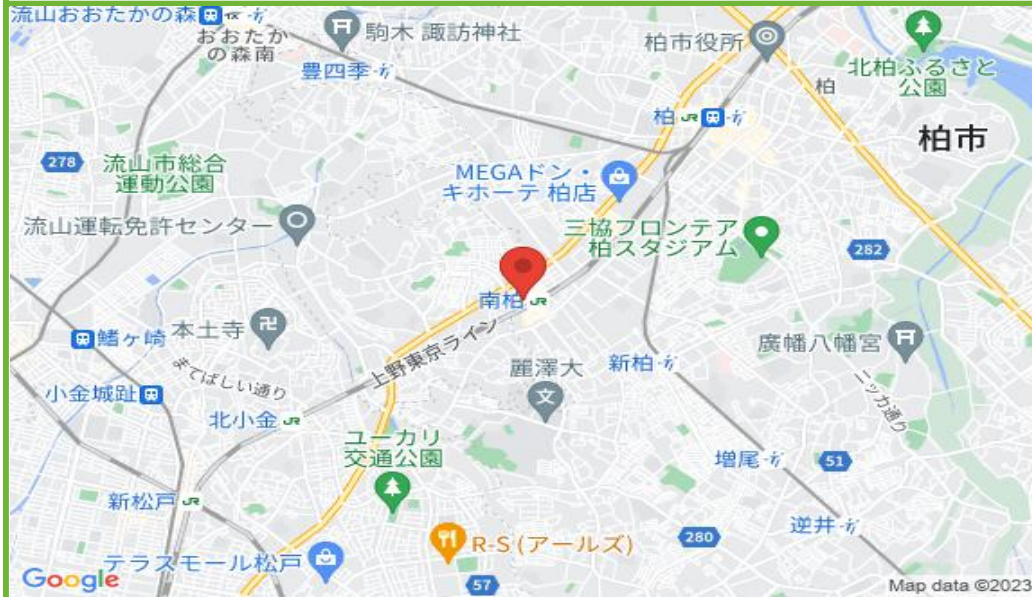 流山おおたかの森
おおたか
の森南
駒木 諏訪神社
豊四季
柏市役所
北柏ふるさと
公園
柏
柏 JR
柏市
278
流山市総合
運動公園
MEGAドン・
キホーテ 柏店
流山運転免許センター
三協フロンテア
柏スタジアム
282
南柏 JR
上野東京ライン
鰭ヶ崎
本土寺
まてばしい通り
小金城趾
北小金 JR
麗澤大
文
新柏
廣幡八幡宮
ニッカ通り
ユーカリ
交通公園
増尾
51
新松戸 JR
逆井
280
R-S (アールズ)
テラスモール松戸
57
Google
Map data ©2023